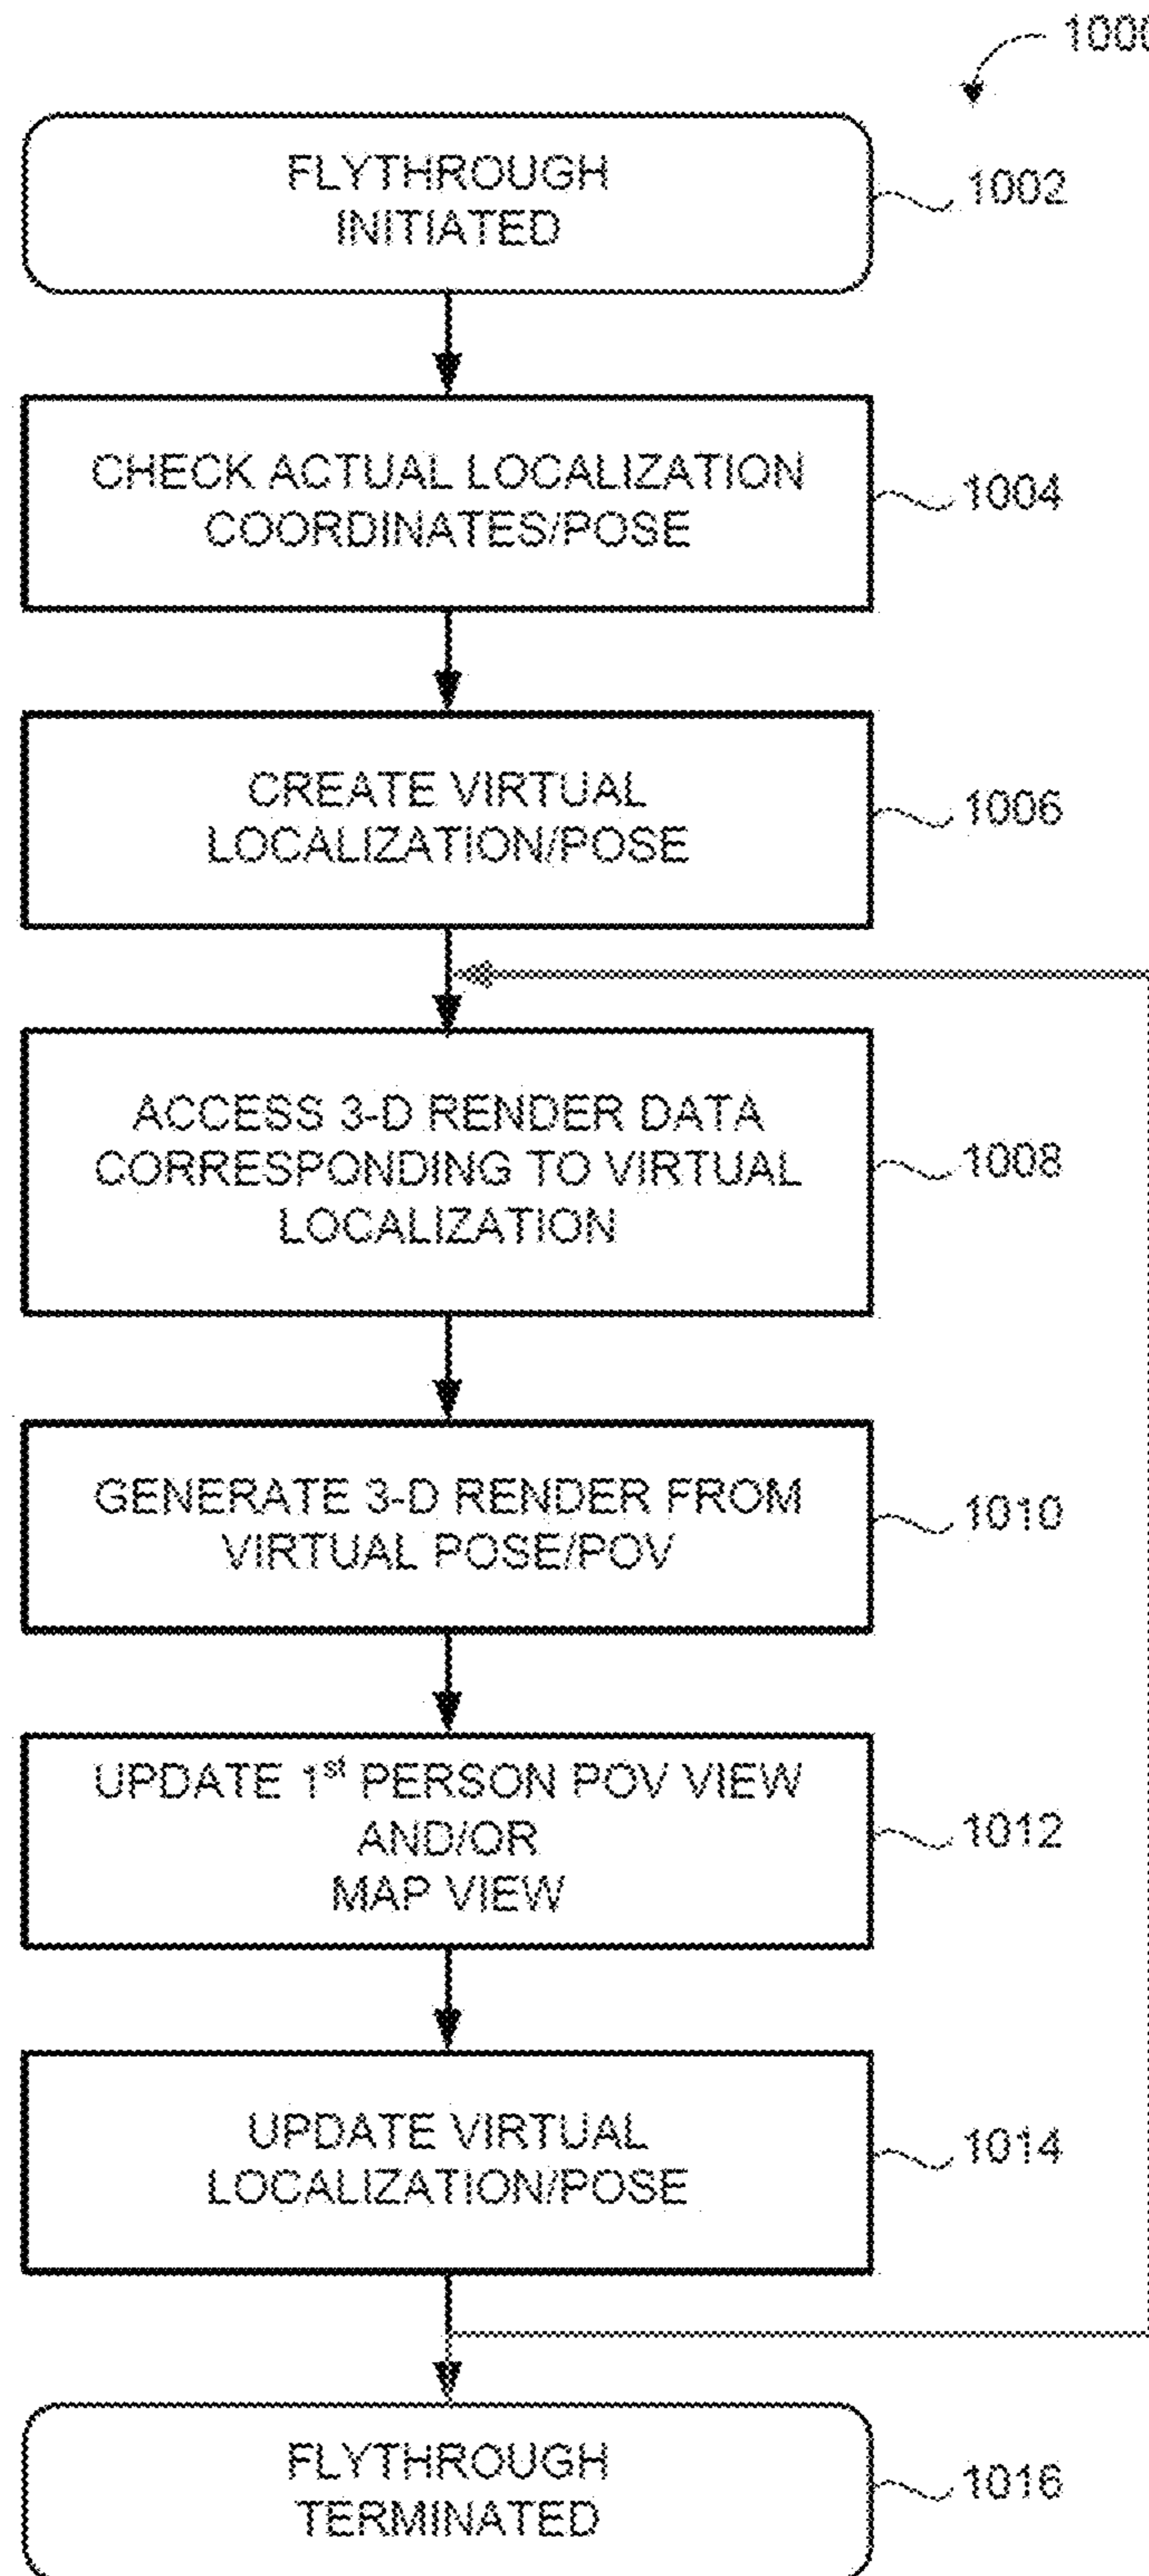 1000
FLYTHROUGH
INITIATED
1002
CHECK ACTUAL LOCALIZATION
COORDINATES/POSE
1004
CREATE VIRTUAL
LOCALIZATION/POSE
1006
ACCESS 3-D RENDER DATA
CORRESPONDING TO VIRTUAL
LOCALIZATION
1008
GENERATE 3-D RENDER FROM
VIRTUAL POSE/POV
1010
UPDATE 1st PERSON POV VIEW
AND/OR
MAP VIEW
1012
UPDATE VIRTUAL
LOCALIZATION/POSE
1014
FLYTHROUGH
TERMINATED
1016